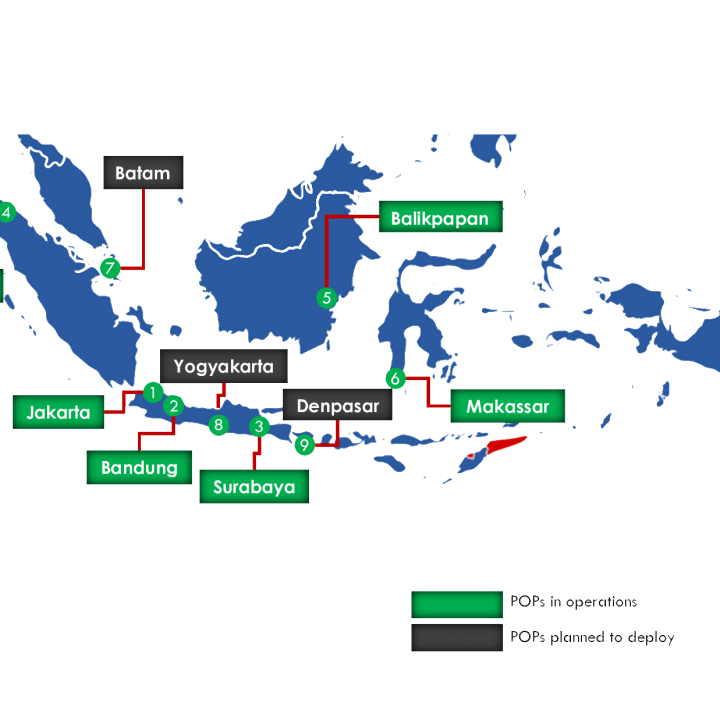 Batam
4
Balikpapan
7
5
Yogyakarta
6
1
Denpasar
Makassar
Jakarta
2
8
3
9
Bandung
Surabaya
POPs in operations
POPs planned to deploy